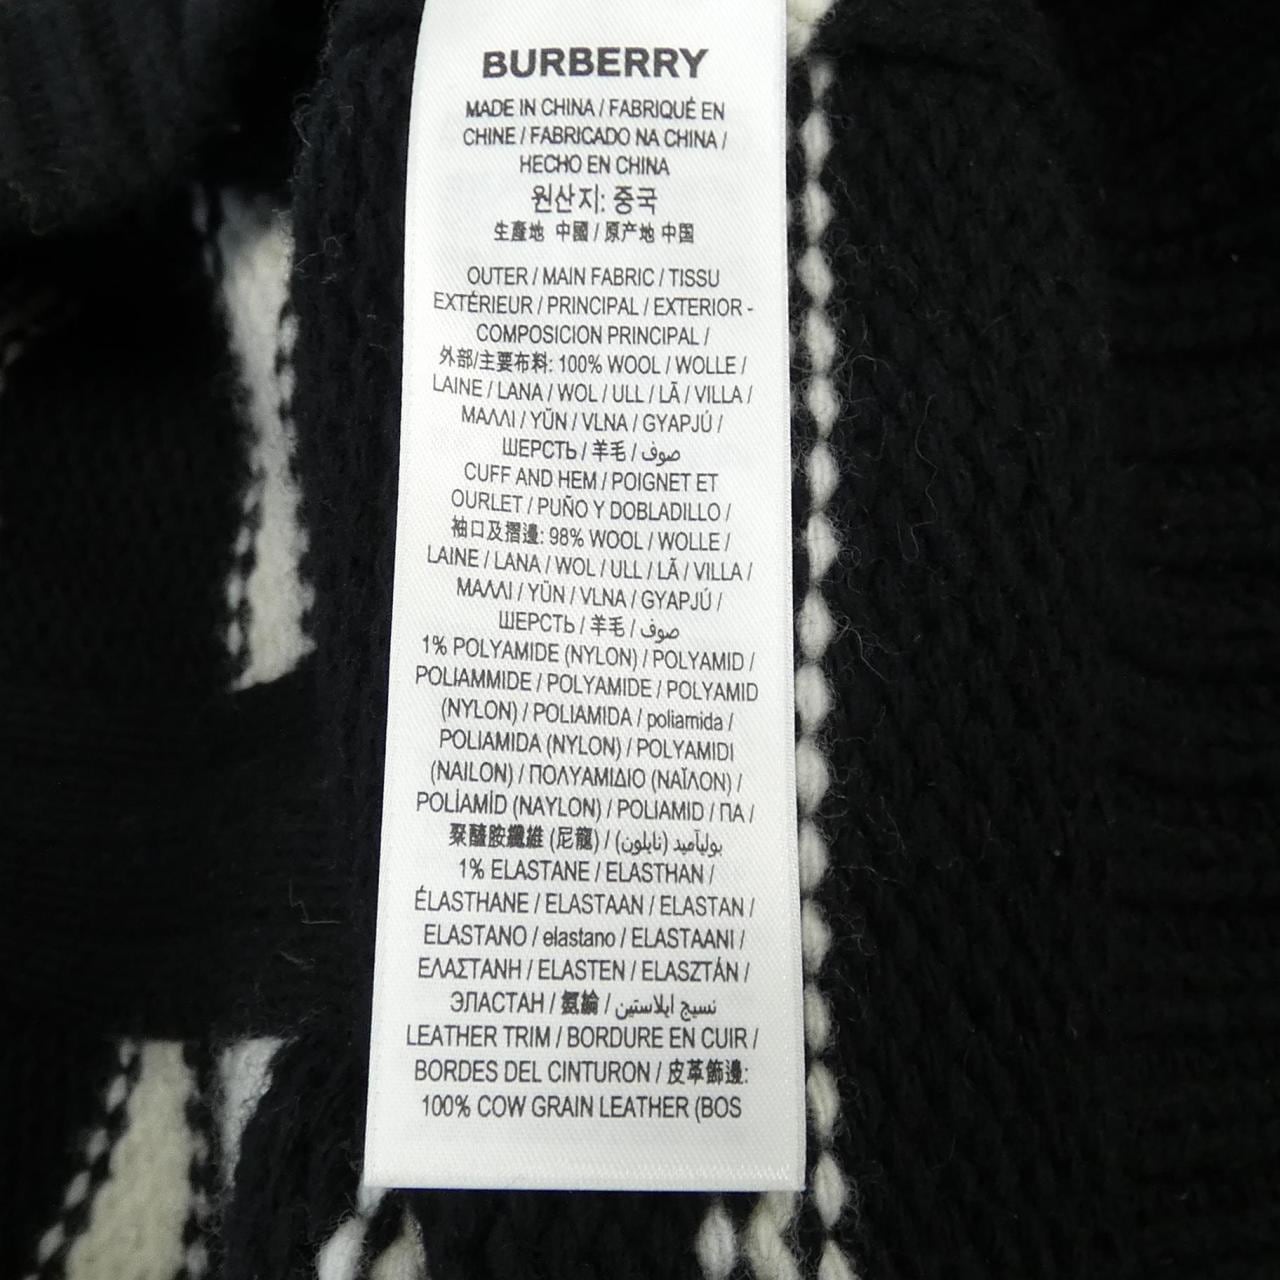 BURBERRY
MADE IN CHINA / FABRIQUÉ EN
CHINE / FABRICADO NA CHINA /
HECHO EN CHINA
원산지: 중국
生產地 中國 / 原产地 中国
OUTER / MAIN FABRIC / TISSU
EXTÉRIEUR / PRINCIPAL / EXTERIOR -
COMPOSICION PRINCIPAL /
外部/主要布料: 100% WOOL / WOLLE /
LAINE / LANA / WOL / ULL / LÃ / VILLA /
ΜΑΛΛΙ / YÜN / VLNA / GYAPJÚ /
ШЕРСТЬ / 羊毛 / صوف
CUFF AND HEM / POIGNET ET
OURLET / PUÑO Y DOBLADILLO /
袖口及摺邊: 98% WOOL / WOLLE /
LAINE / LANA / WOL / ULL / LÃ / VILLA /
ΜΑΛΛΙ / YÜN / VLNA / GYAPJÚ /
ШЕРСТЬ / 羊毛 / صوف
1% POLYAMIDE (NYLON) / POLYAMID /
POLIAMMIDE / POLYAMIDE / POLYAMID
(NYLON) / POLIAMIDA / poliamida /
POLIAMIDA (NYLON) / POLYAMIDI
(NAILON) / ΠΟΛΥΑΜΙΔΙΟ (ΝΑΪΛΟΝ) /
POLİAMİD (NAYLON) / POLIAMID / ПА /
聚醯胺纖維 (尼龍) / بولياميد (نايلون)
1% ELASTANE / ELASTHAN /
ÉLASTHANE / ELASTAAN / ELASTAN /
ELASTANO / elastano / ELASTAANI /
ΕΛΑΣΤΑΝΗ / ELASTEN / ELASZTÁN /
ЭЛАСТАН / 氨綸 / نسيج ايلاستين
LEATHER TRIM / BORDURE EN CUIR /
BORDES DEL CINTURON / 皮革飾邊:
100% COW GRAIN LEATHER (BOS